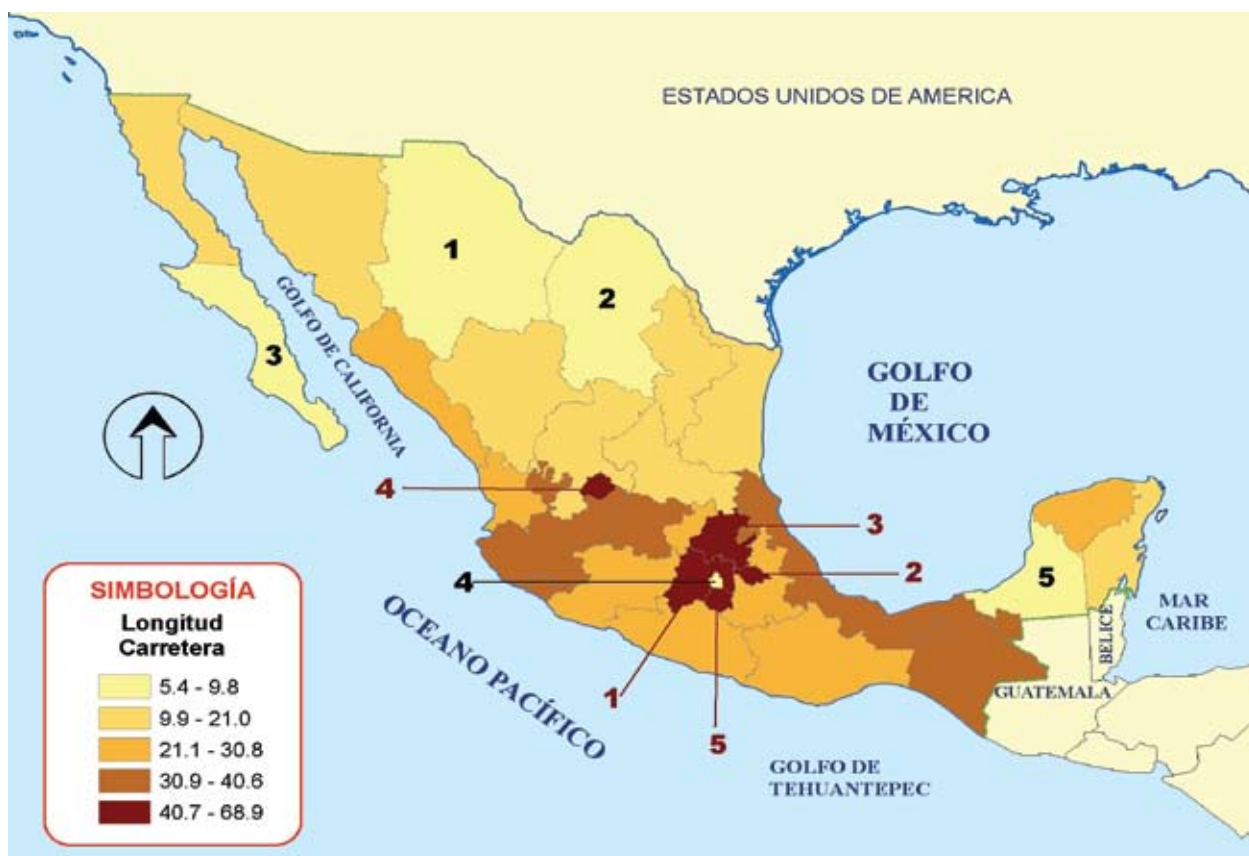 ESTADOS UNIDOS DE AMERICA
1
2
3
GOLFO DE CALIFORNIA
GOLFO
DE
MÉXICO
4
3
4
2
5
MAR
CARIBE
BELICE
GUATEMALA
1
5
OCEANO PACÍFICO
GOLFO DE
TEHUANTEPEC
SIMBOLOGÍA
Longitud
Carretera
5.4 - 9.8
9.9 - 21.0
21.1 - 30.8
30.9 - 40.6
40.7 - 68.9